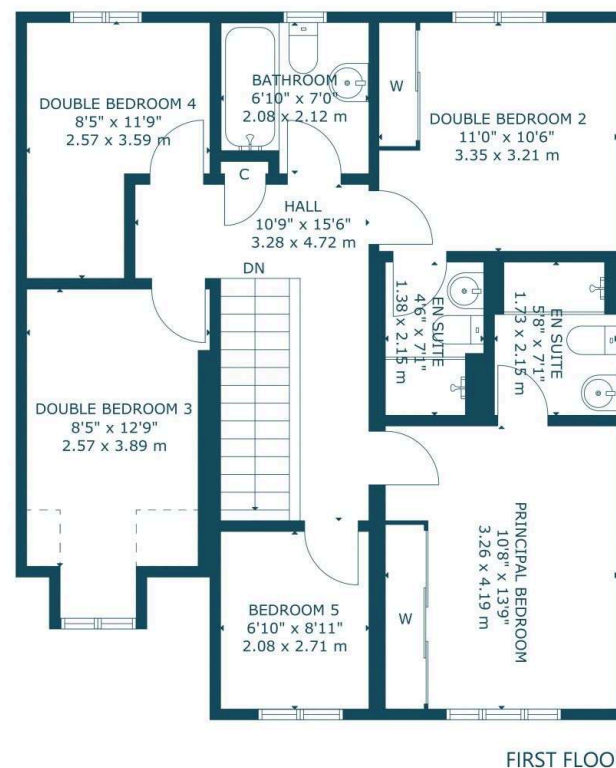 DOUBLE BEDROOM 4
8'5" x 11'9"
2.57 x 3.59 m
BATHROOM
6'10" x 7'0"
2.08 x 2.12 m
W
DOUBLE BEDROOM 2
11'0" x 10'6"
3.35 x 3.21 m
C
HALL
10'9" x 15'6"
3.28 x 4.72 m
DN
EN SUITE
4'6" x 7'1"
1.38 x 2.15 m
EN SUITE
5'8" x 7'1"
1.73 x 2.15 m
DOUBLE BEDROOM 3
8'5" x 12'9"
2.57 x 3.89 m
PRINCIPAL BEDROOM
10'8" x 13'9"
3.26 x 4.19 m
BEDROOM 5
6'10" x 8'11"
2.08 x 2.71 m
W
FIRST FLOO